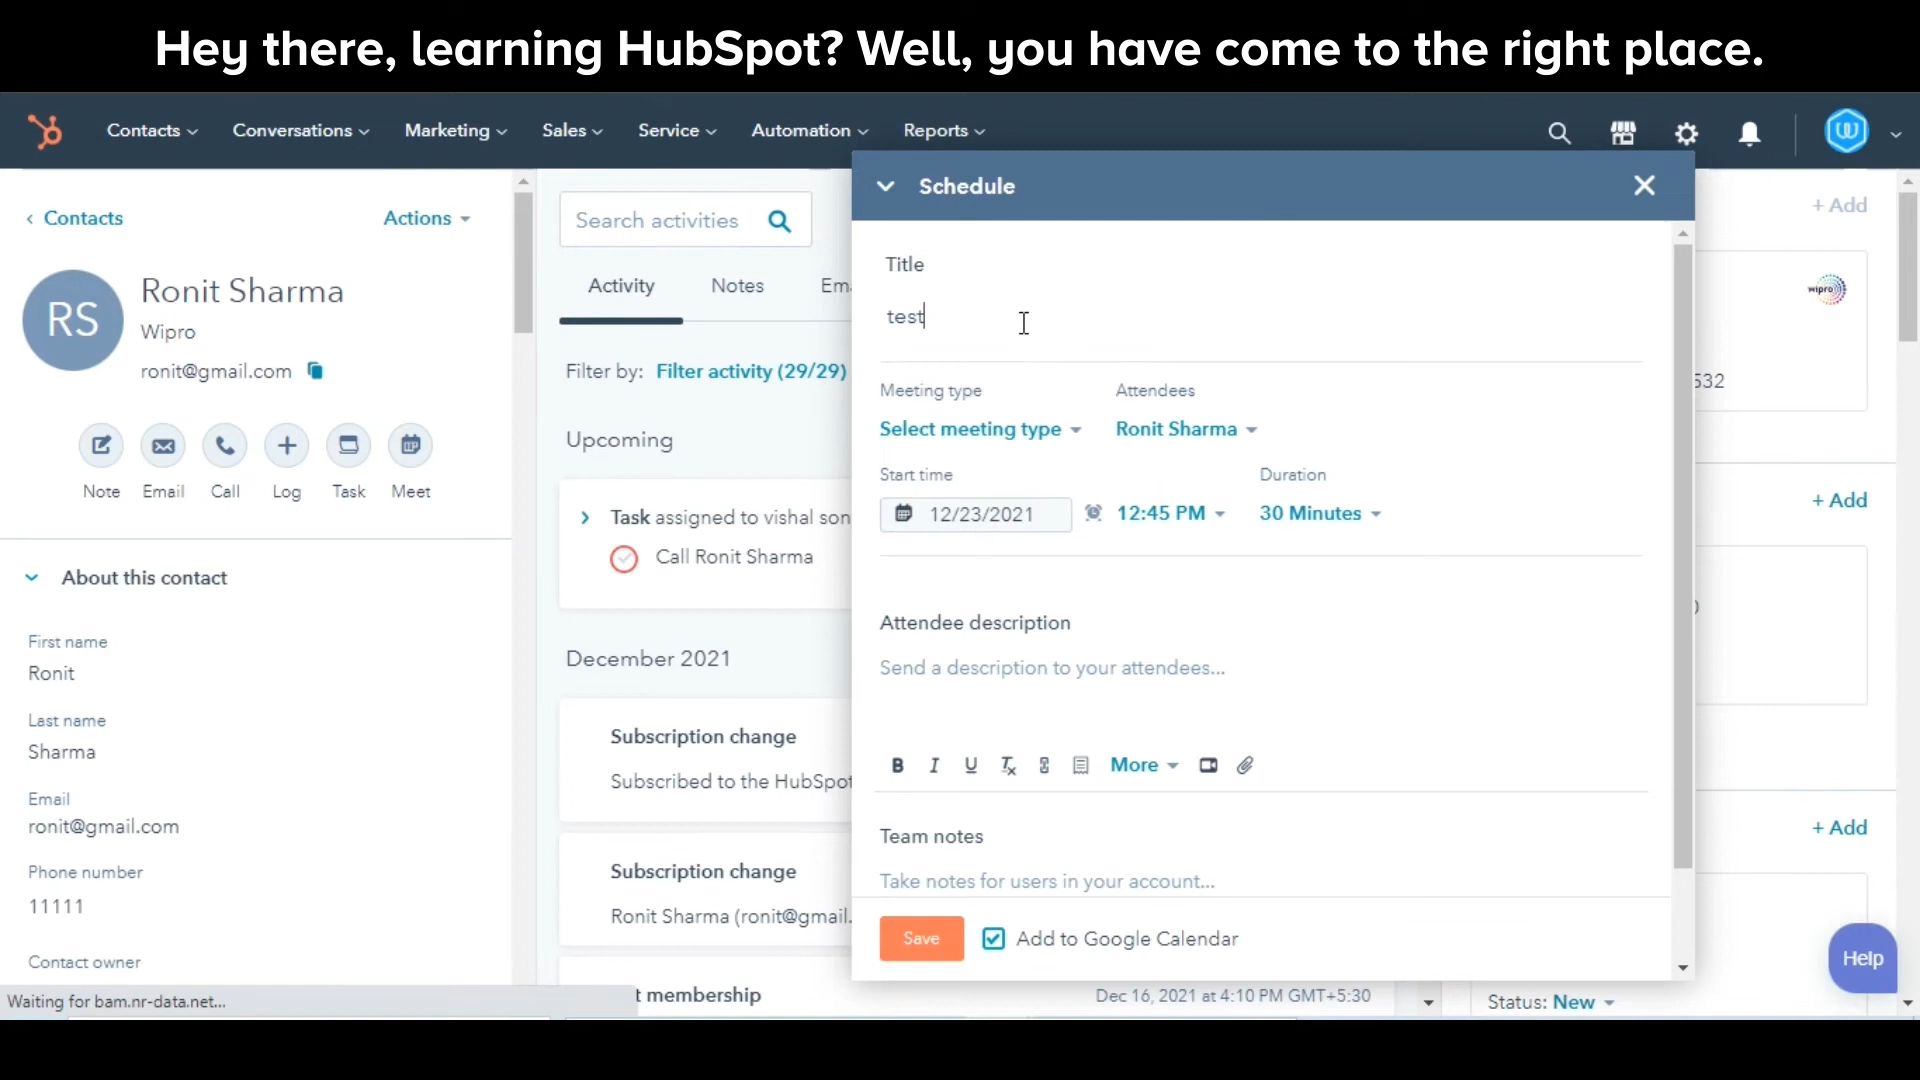 Hey there, learning HubSpot? Well, you have come to the right place.
Contacts Conversations Marketing Sales Service Automation Reports
Schedule
Contacts Actions
RS
Ronit Sharma
Wipro
ronit@gmail.com
Note Email Call Log Task Meet
About this contact
First name
Ronit
Last name
Sharma
Email
ronit@gmail.com
Phone number
11111
Contact owner
Waiting for bam.nr-data.net...
Search activities
Activity Notes Ema
Filter by: Filter activity (29/29)
Upcoming
Task assigned to vishal son
Call Ronit Sharma
December 2021
Subscription change
Subscribed to the HubSpot
Subscription change
Ronit Sharma (ronit@gmail.
t membership Dec 16, 2021 at 4:10 PM GMT+5:30
Title
test
Meeting type Attendees
Select meeting type Ronit Sharma
Start time Duration
12/23/2021 12:45 PM 30 Minutes
Attendee description
Send a description to your attendees...
B I U Tx More
Team notes
Take notes for users in your account...
Save Add to Google Calendar
+ Add
wipro
532
+ Add
+ Add
Help
Status: New